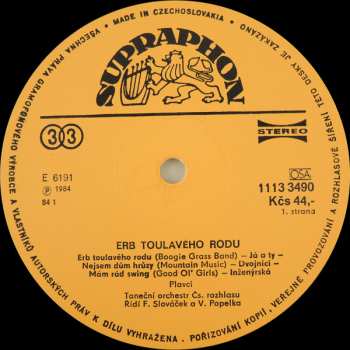 VŠECHNA PRÁVA GRAMOFONOVÉHO VÝROBCE A VLASTNÍKŮ AUTORSKÝCH PRÁV K DÍLU VYHRAŽENA. POŘIZOVÁNÍ KOPIÍ, VEŘEJNÉ PROVOZOVÁNÍ A ROZHLASOVÉ ŠÍŘENÍ TÉTO DESKY JE ZAKÁZÁNO
• MADE IN CZECHOSLOVAKIA •
SUPRAPHON
33
STEREO
E 6191
℗ 1984
84 1
OSA
1113 3490
Kčs 44,-
1. strana
ERB TOULAVÉHO RODU
Erb toulavého rodu (Boogie Grass Band) — Já a ty —
Nejsem dům hrůzy (Mountain Music) — Dvojníci —
Mám rád swing (Good Ol' Girls) — Inženýrská
Plavci
Taneční orchestr Čs. rozhlasu
Řídí F. Slováček a V. Popelka